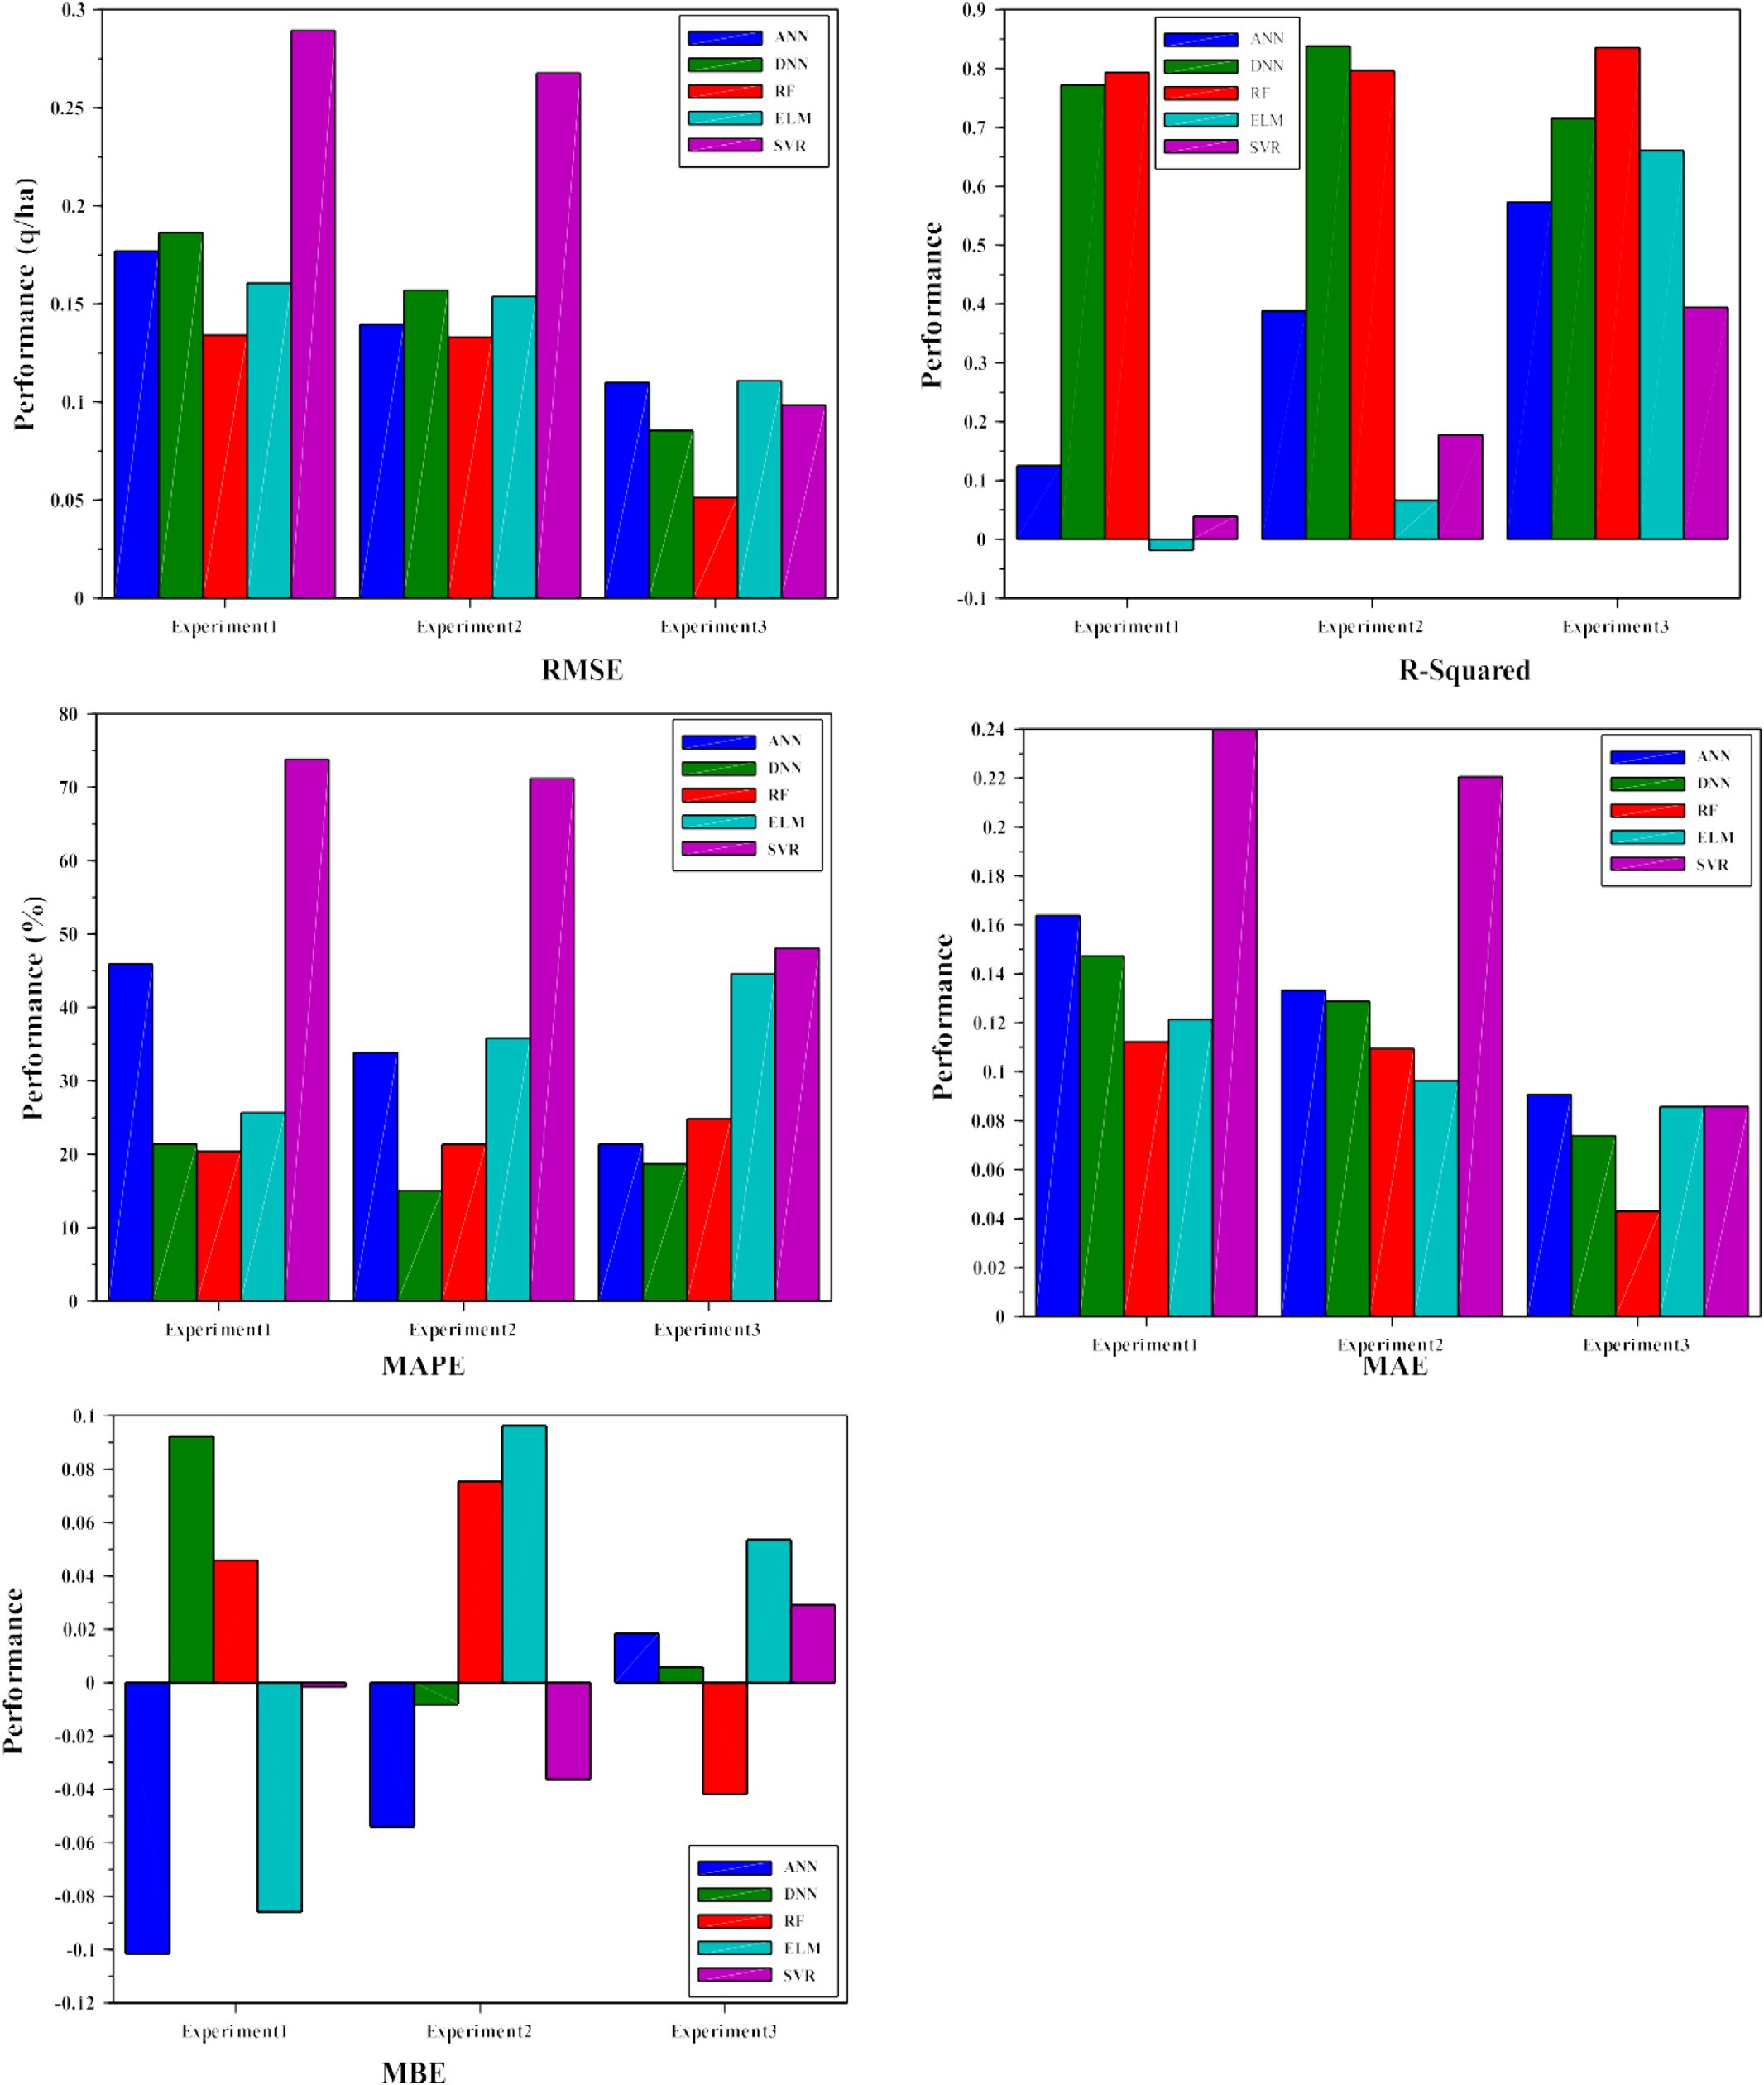 0.3
0.25
0.2
0.15
0.1
0.05
0
Performance (q/ha)
ANN
DNN
RF
ELM
SVR
Experiment1 Experiment2 Experiment3
RMSE
0.9
0.8
0.7
0.6
0.5
0.4
0.3
0.2
0.1
0
-0.1
Performance
ANN
DNN
RF
ELM
SVR
Experiment1 Experiment2 Experiment3
R-Squared
80
70
60
50
40
30
20
10
0
Performance (%)
ANN
DNN
RF
ELM
SVR
Experiment1 Experiment2 Experiment3
MAPE
0.24
0.22
0.2
0.18
0.16
0.14
0.12
0.1
0.08
0.06
0.04
0.02
0
Performance
ANN
DNN
RF
ELM
SVR
Experiment1 Experiment2 Experiment3
MAE
0.1
0.08
0.06
0.04
0.02
0
-0.02
-0.04
-0.06
-0.08
-0.1
-0.12
Performance
ANN
DNN
RF
ELM
SVR
Experiment1 Experiment2 Experiment3
MBE